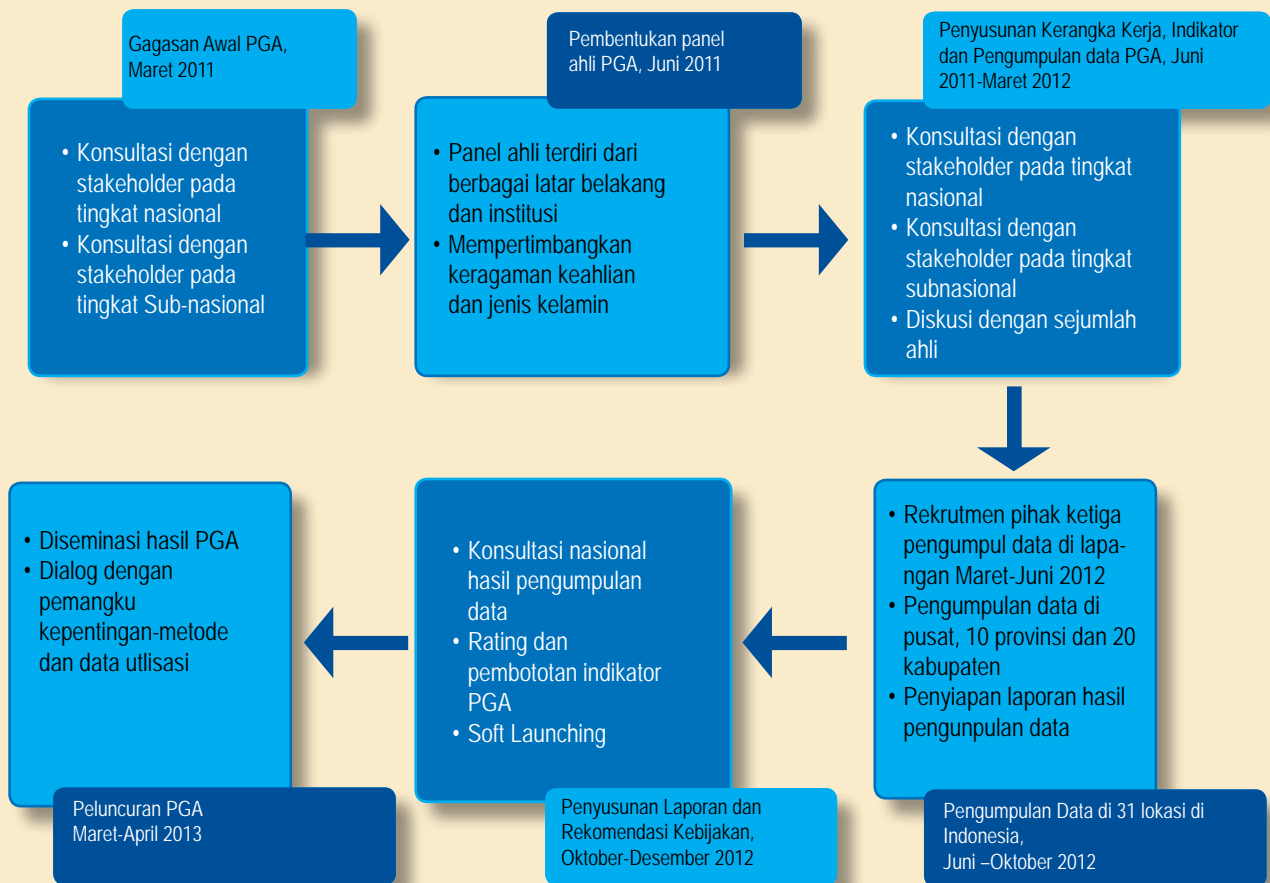 Gagasan Awal PGA,
Maret 2011
• Konsultasi dengan
stakeholder pada
tingkat nasional
• Konsultasi dengan
stakeholder pada
tingkat Sub-nasional
Pembentukan panel
ahli PGA, Juni 2011
• Panel ahli terdiri dari
berbagai latar belakang
dan institusi
• Mempertimbangkan
keragaman keahlian
dan jenis kelamin
Penyusunan Kerangka Kerja, Indikator
dan Pengumpulan data PGA, Juni
2011-Maret 2012
• Konsultasi dengan
stakeholder pada tingkat
nasional
• Konsultasi dengan
stakeholder pada tingkat
subnasional
• Diskusi dengan sejumlah
ahli
• Rekrutmen pihak ketiga
pengumpul data di lapa-
ngan Maret-Juni 2012
• Pengumpulan data di
pusat, 10 provinsi dan 20
kabupaten
• Penyiapan laporan hasil
pengunpulan data
Pengumpulan Data di 31 lokasi di
Indonesia,
Juni –Oktober 2012
• Konsultasi nasional
hasil pengumpulan
data
• Rating dan
pembototan indikator
PGA
• Soft Launching
Penyusunan Laporan dan
Rekomendasi Kebijakan,
Oktober-Desember 2012
• Diseminasi hasil PGA
• Dialog dengan
pemangku
kepentingan-metode
dan data utlisasi
Peluncuran PGA
Maret-April 2013